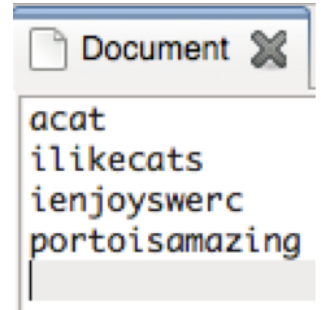 Document
acat
ilikecats
ienjoyswerc
portoisamazing